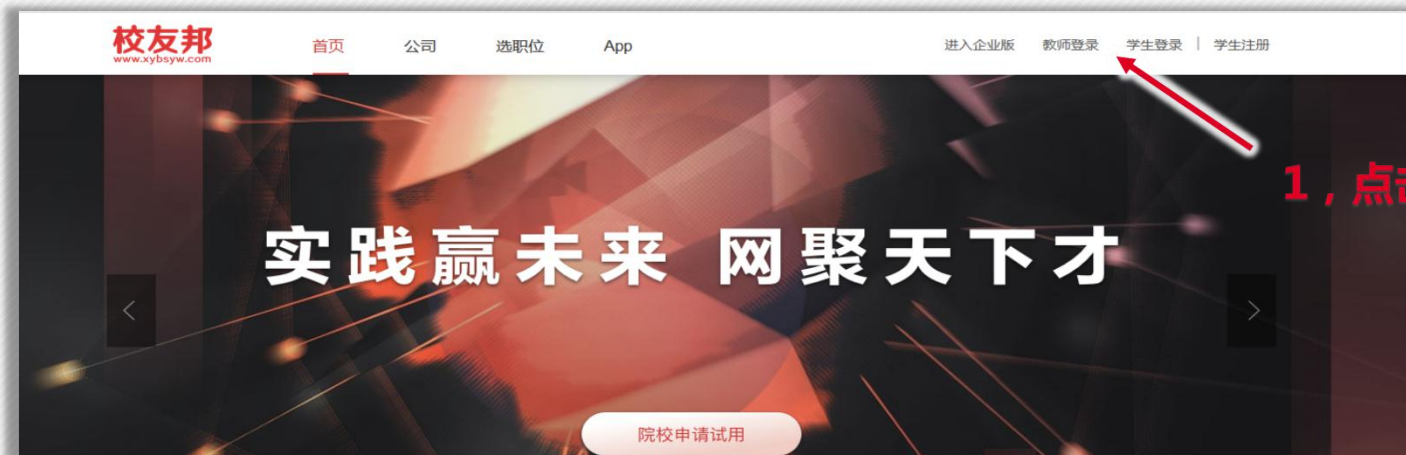 校友邦
www.xybsyw.com
首页 公司 选职位 App
进入企业版 教师登录 学生登录 | 学生注册
1，点击
实践赢未来 网聚天下才
院校申请试用